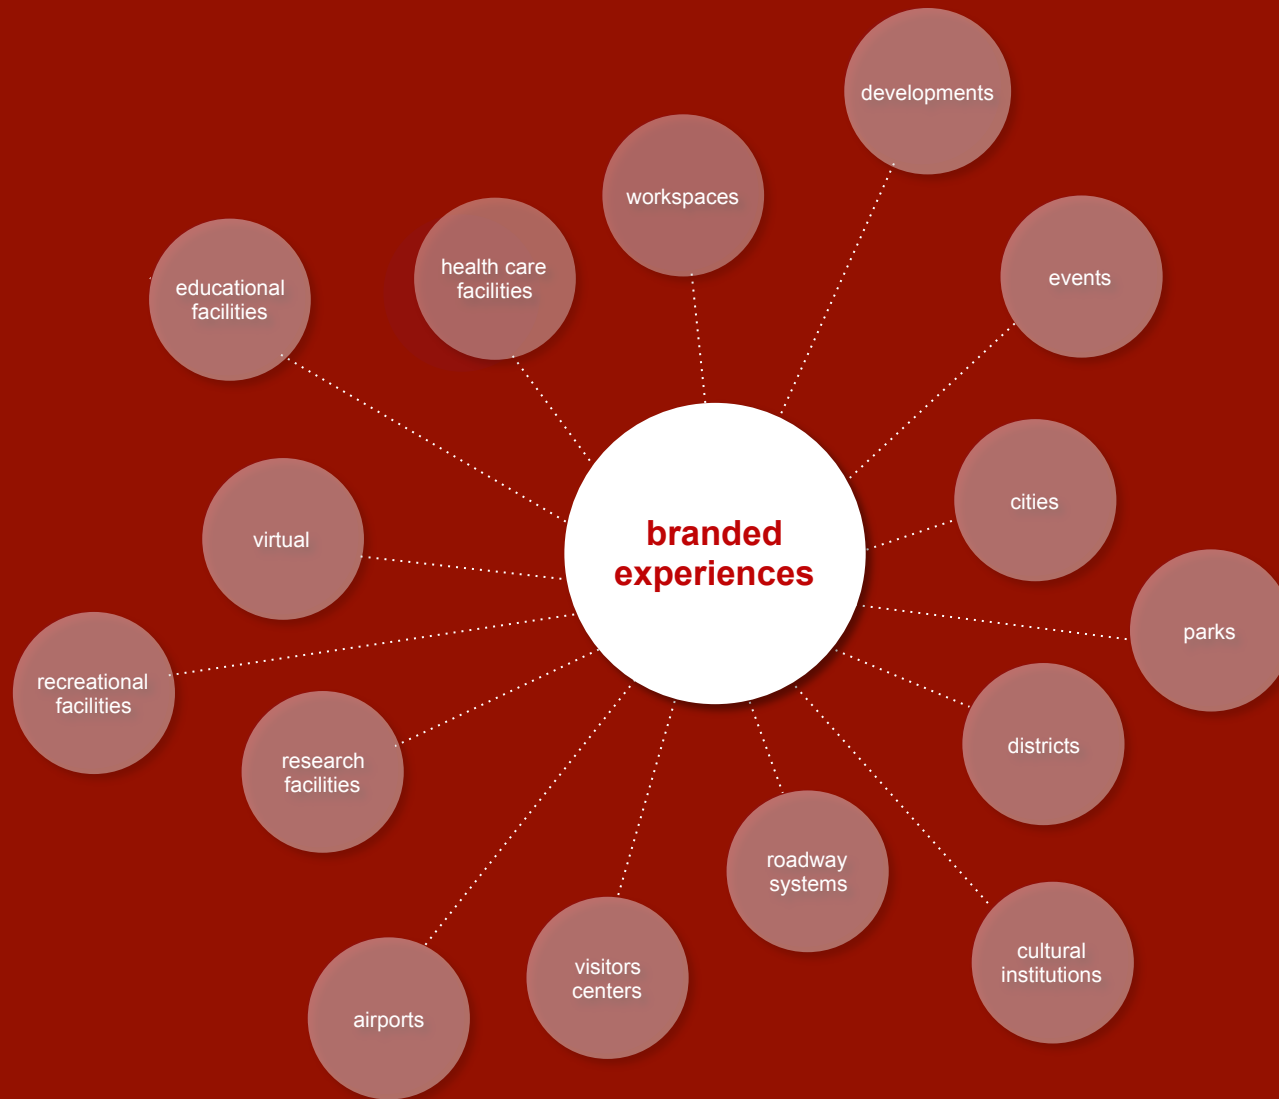 developments
workspaces
health care
facilities
events
educational
facilities
cities
branded
experiences
virtual
parks
recreational
facilities
districts
research
facilities
roadway
systems
cultural
institutions
visitors
centers
airports